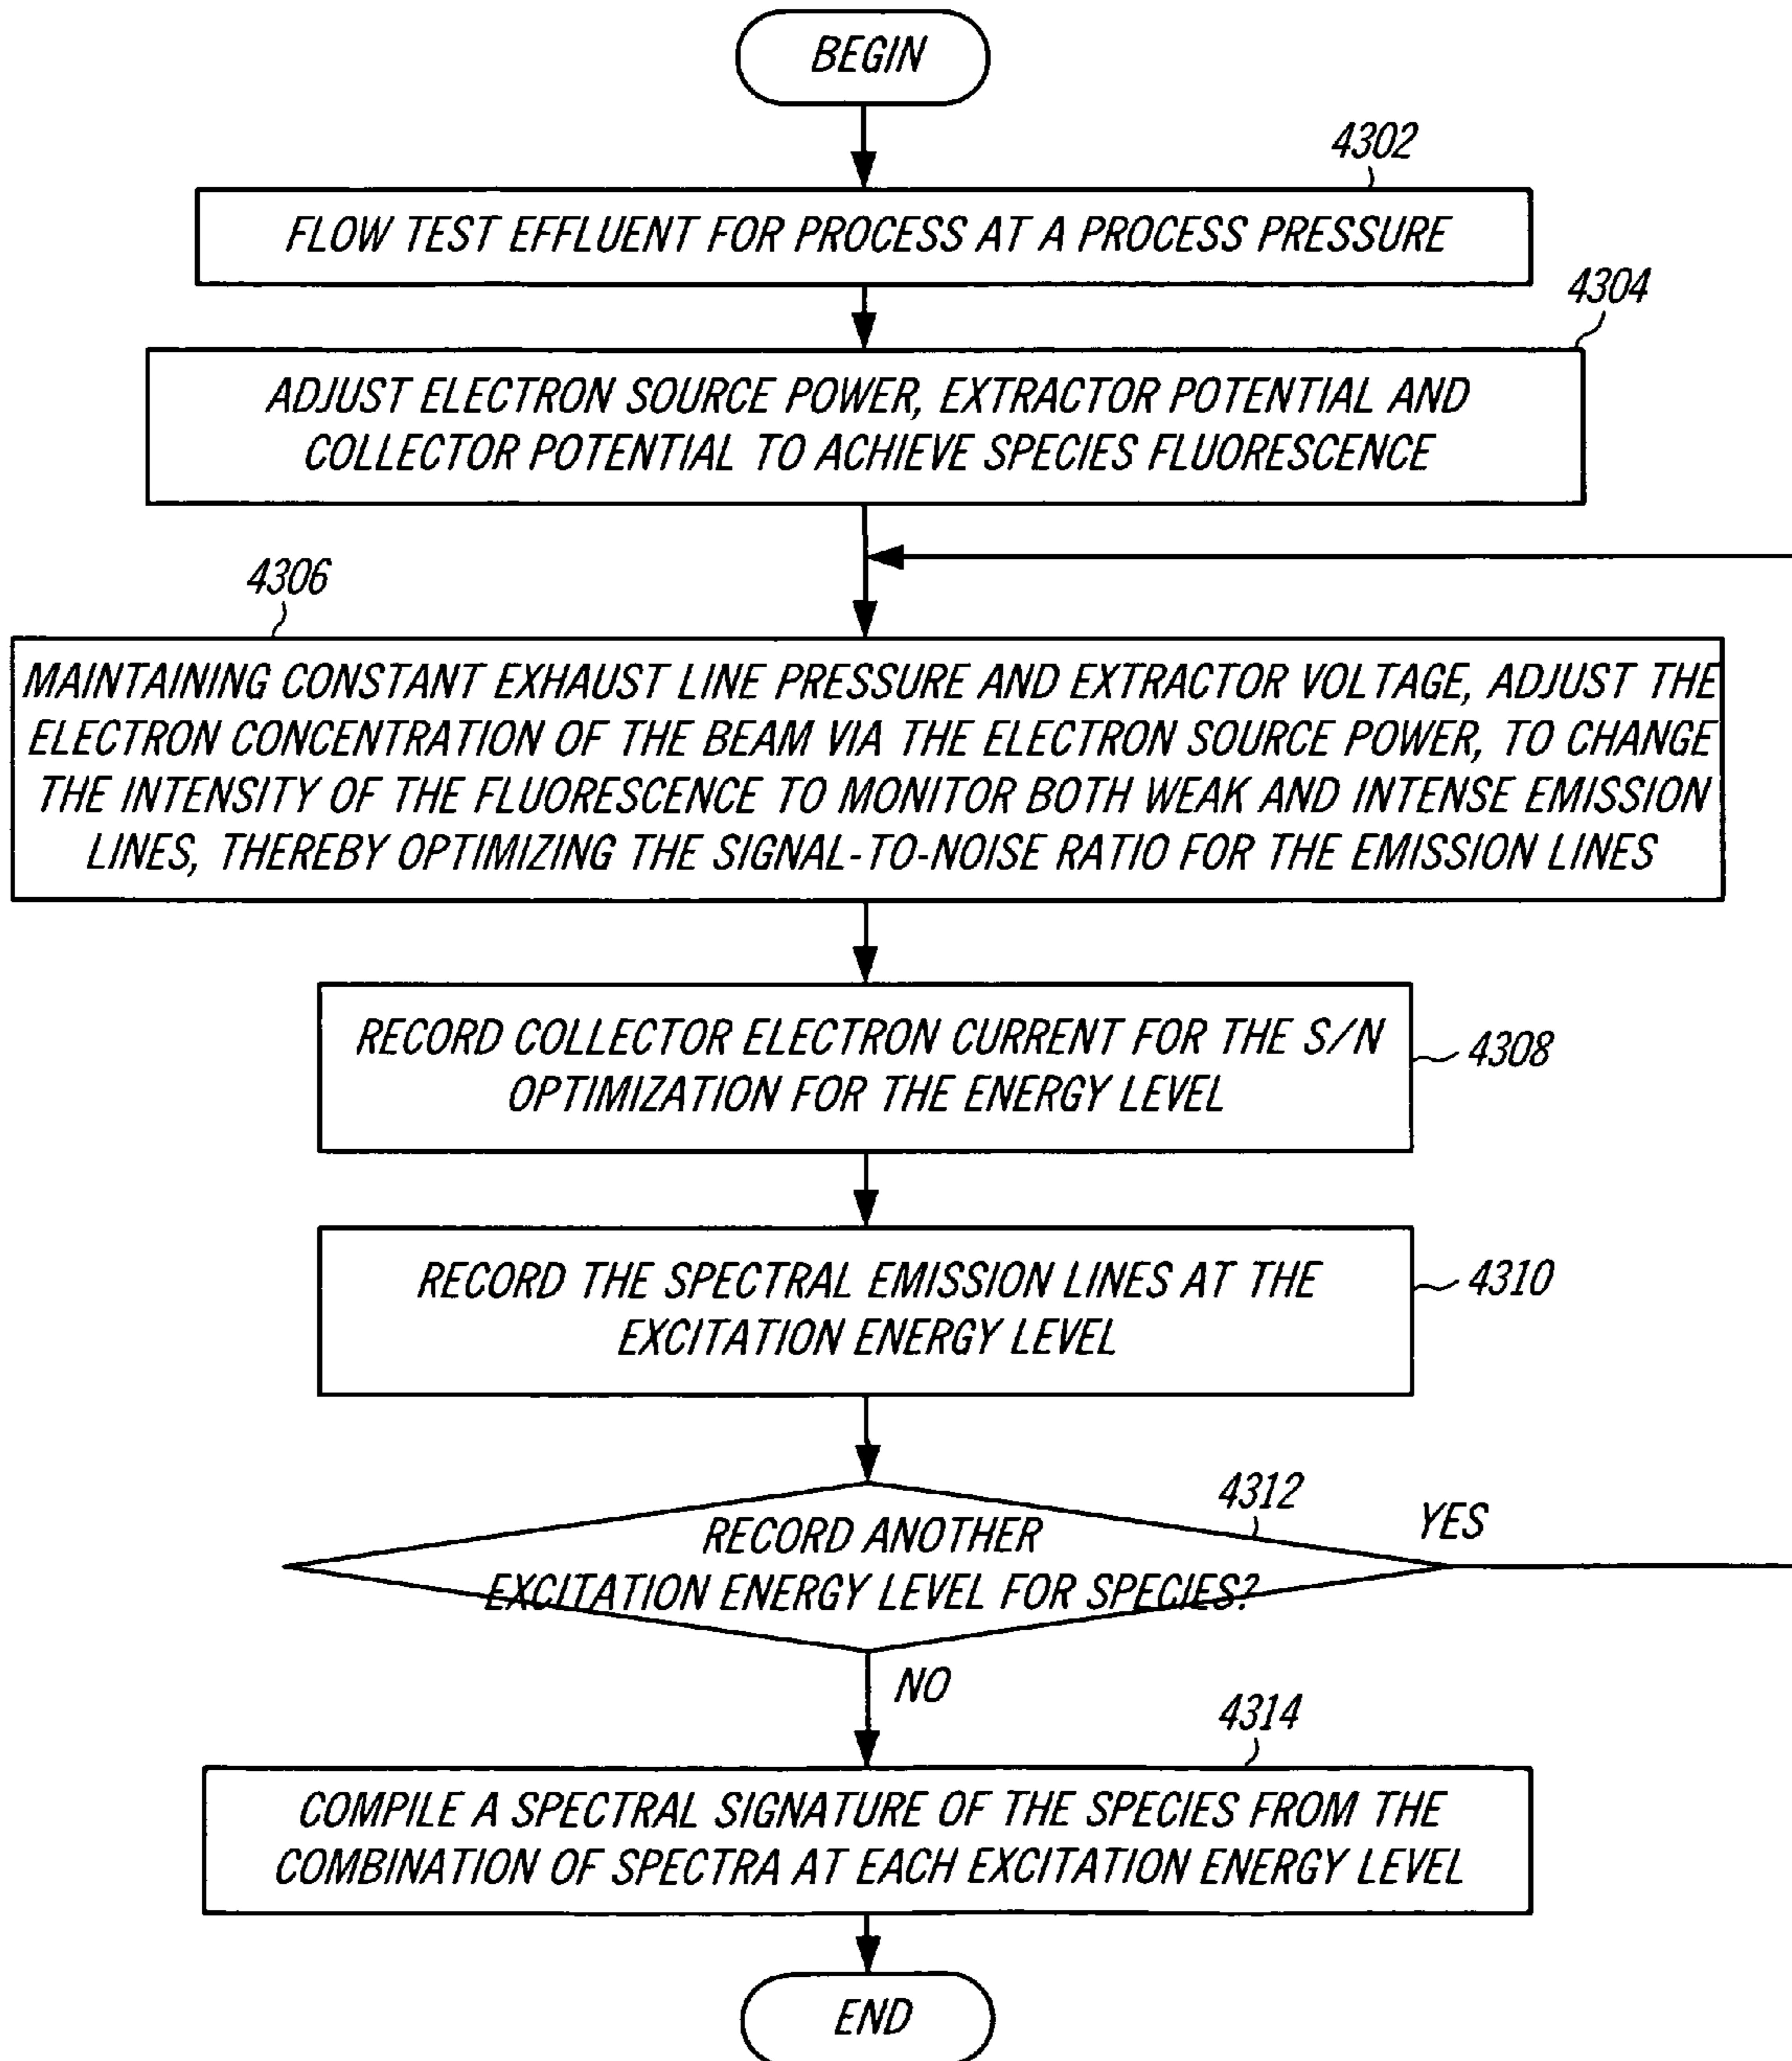 BEGIN
4302
FLOW TEST EFFLUENT FOR PROCESS AT A PROCESS PRESSURE
4304
ADJUST ELECTRON SOURCE POWER, EXTRACTOR POTENTIAL AND
COLLECTOR POTENTIAL TO ACHIEVE SPECIES FLUORESCENCE
4306
MAINTAINING CONSTANT EXHAUST LINE PRESSURE AND EXTRACTOR VOLTAGE, ADJUST THE
ELECTRON CONCENTRATION OF THE BEAM VIA THE ELECTRON SOURCE POWER, TO CHANGE
THE INTENSITY OF THE FLUORESCENCE TO MONITOR BOTH WEAK AND INTENSE EMISSION
LINES, THEREBY OPTIMIZING THE SIGNAL-TO-NOISE RATIO FOR THE EMISSION LINES
RECORD COLLECTOR ELECTRON CURRENT FOR THE S/N
OPTIMIZATION FOR THE ENERGY LEVEL
4308
RECORD THE SPECTRAL EMISSION LINES AT THE
EXCITATION ENERGY LEVEL
4310
4312
RECORD ANOTHER
EXCITATION ENERGY LEVEL FOR SPECIES?
YES
NO
4314
COMPILE A SPECTRAL SIGNATURE OF THE SPECIES FROM THE
COMBINATION OF SPECTRA AT EACH EXCITATION ENERGY LEVEL
END